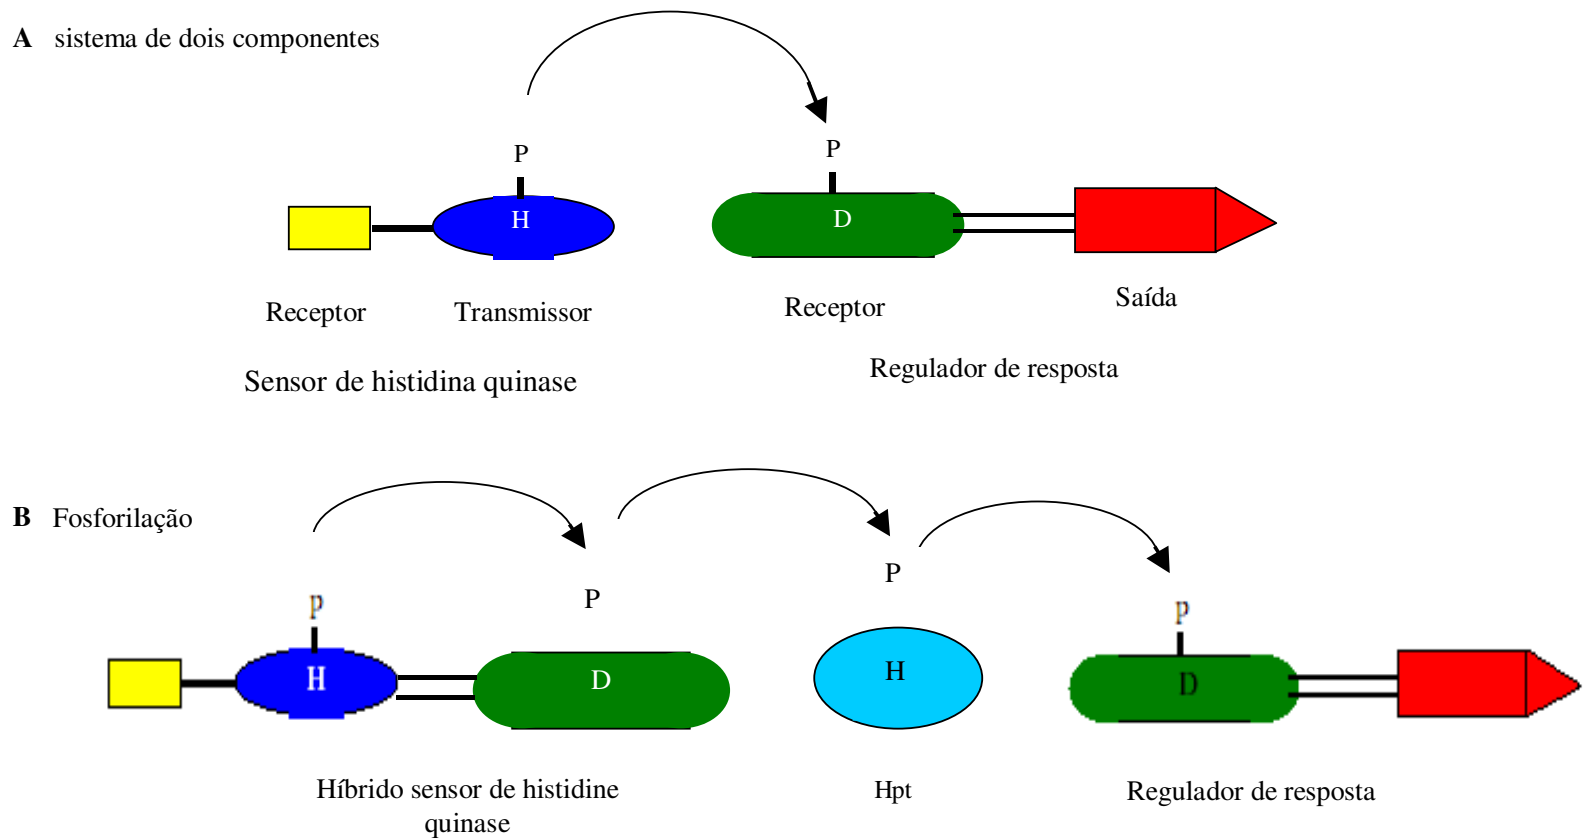 A sistema de dois componentes
P
P
H
D
Receptor
Transmissor
Receptor
Saída
Sensor de histidina quinase
Regulador de resposta
B Fosforilação
p
P
P
p
H
D
H
D
Híbrido sensor de histidine
quinase
Hpt
Regulador de resposta